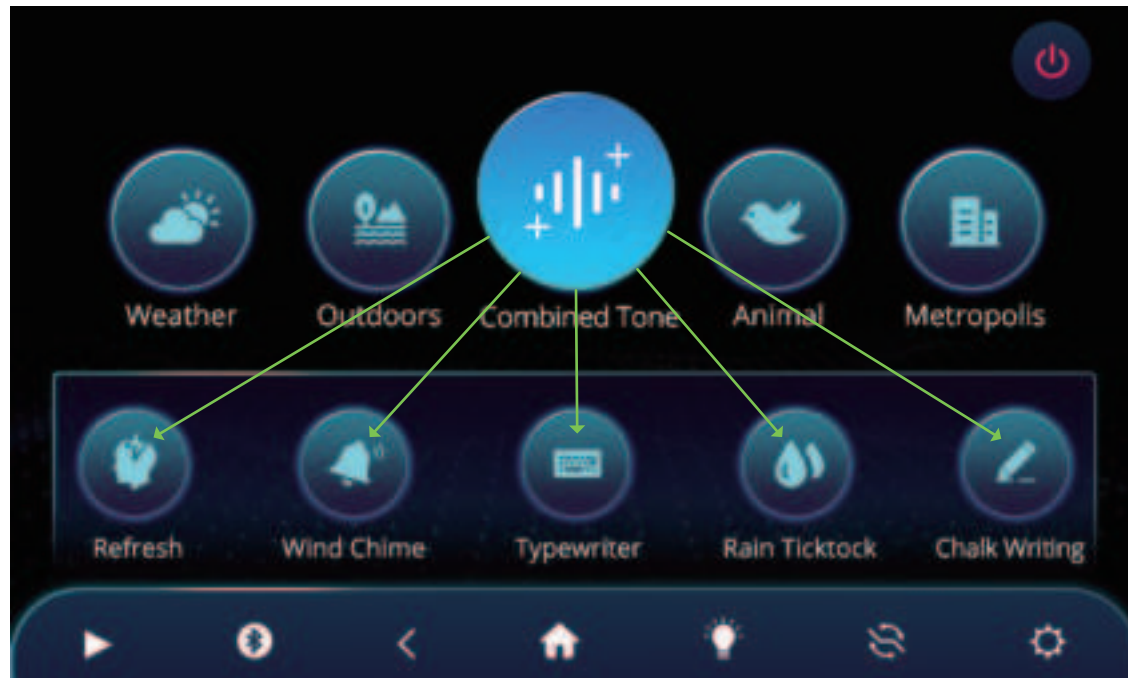 Weather Outdoors Combined Tone Animal Metropolis
Refresh Wind Chime Typewriter Rain Ticktock Chalk Writing